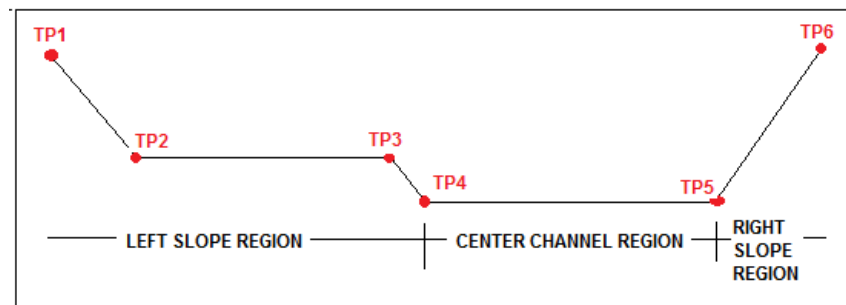 TP1
TP6
TP2
TP3
TP4
TP5
LEFT SLOPE REGION
CENTER CHANNEL REGION
RIGHT
SLOPE
REGION